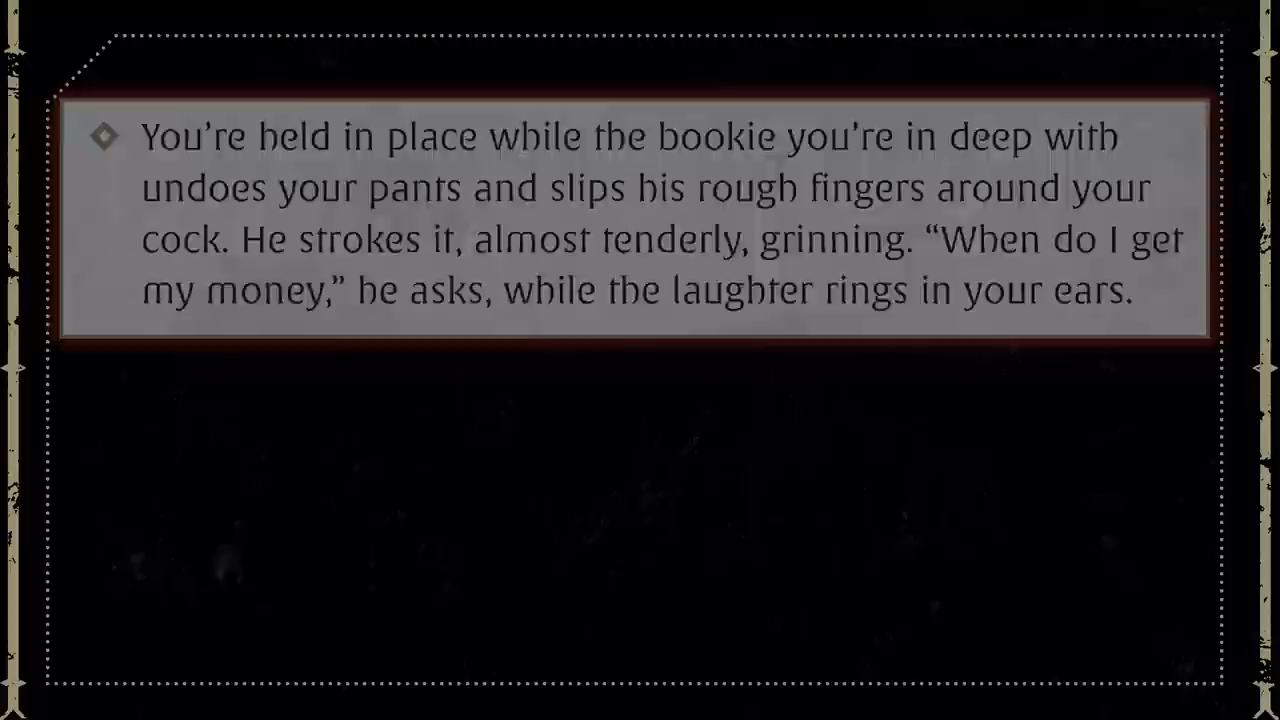 You’re held in place while the bookie you’re in deep with
undoes your pants and slips his rough fingers around your
cock. He strokes it, almost tenderly, grinning. “When do I get
my money,” he asks, while the laughter rings in your ears.